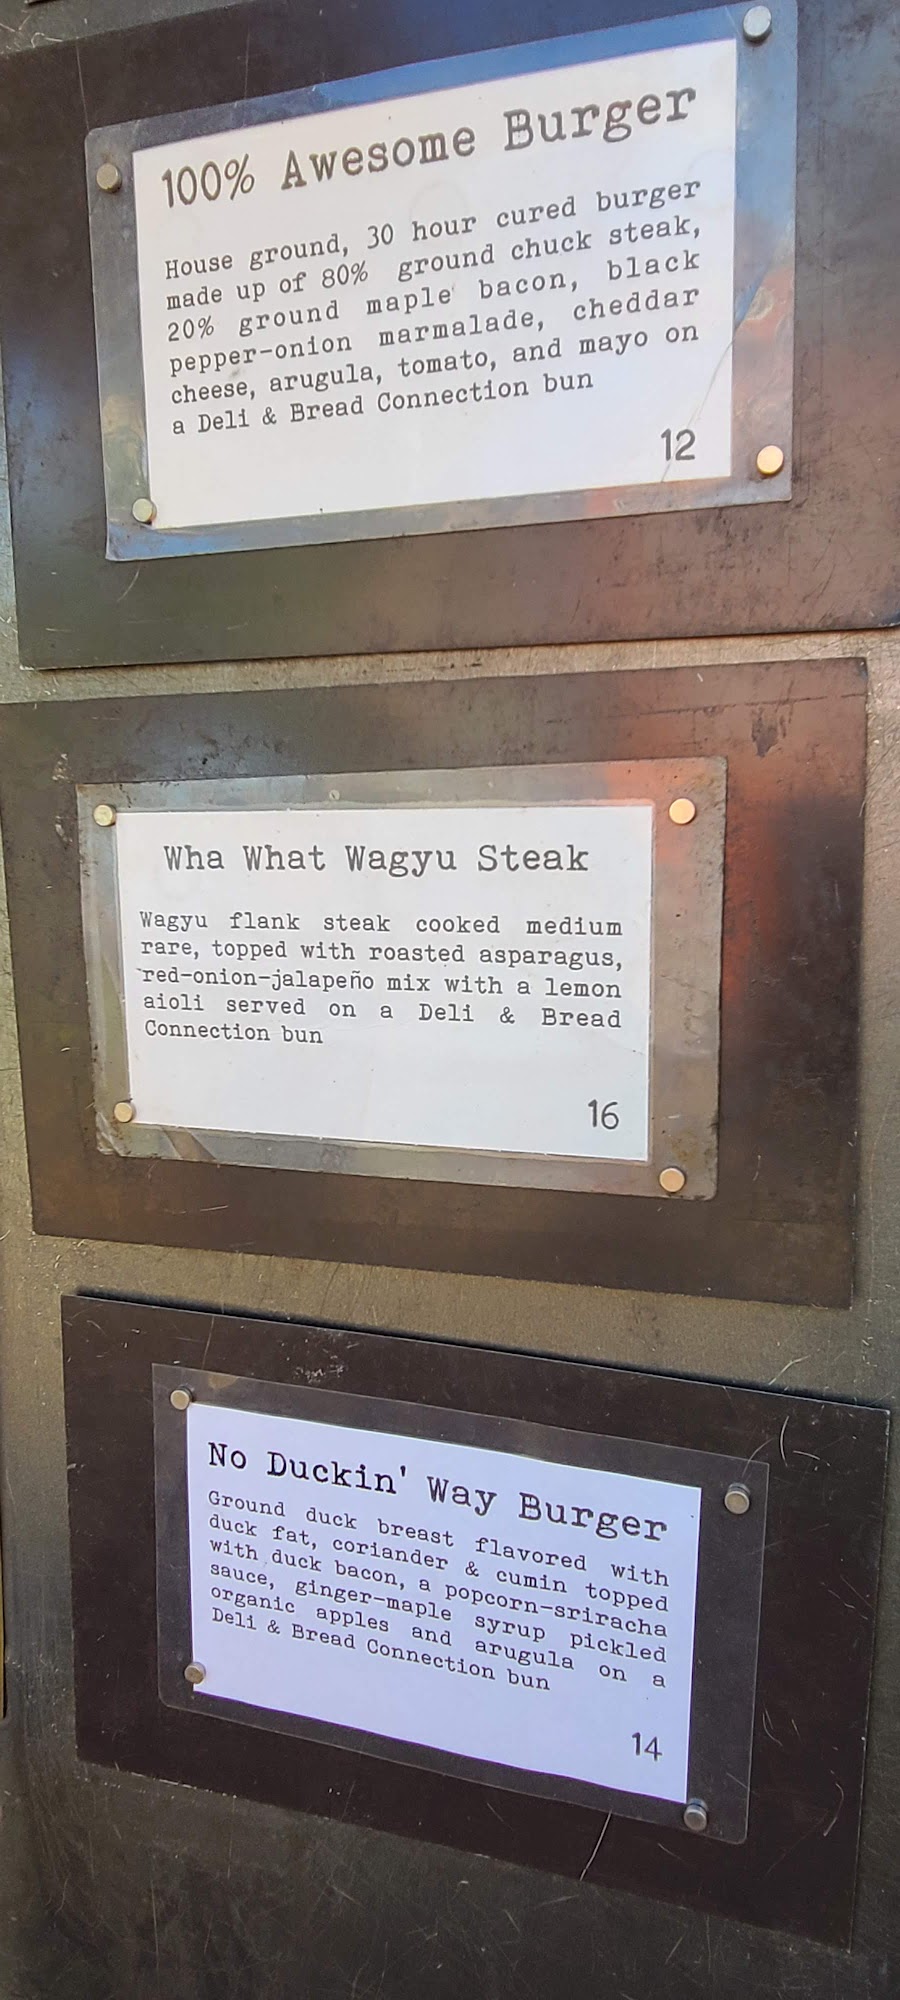 100% Awesome Burger
House ground, 30 hour cured burger
made up of 80% ground chuck steak,
20% ground maple bacon, black
pepper-onion marmalade, cheddar
cheese, arugula, tomato, and mayo on
a Deli & Bread Connection bun
12
Wha What Wagyu Steak
Wagyu flank steak cooked medium
rare, topped with roasted asparagus,
red-onion-jalapeño mix with a lemon
aioli served on a Deli & Bread
Connection bun
16
No Duckin' Way Burger
Ground duck breast flavored with
duck fat, coriander & cumin topped
with duck bacon, a popcorn-sriracha
sauce, ginger-maple syrup pickled
organic apples and arugula on a
Deli & Bread Connection bun
14